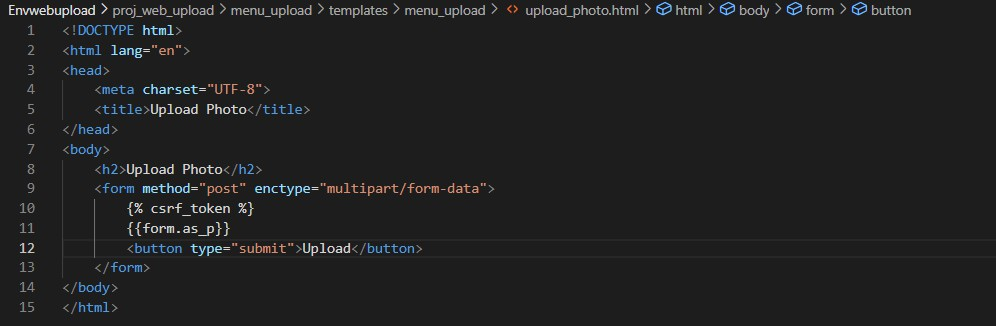 Envwebupload > proj_web_upload > menu_upload > templates > menu_upload > <> upload_photo.html > html > body > form > button
1 <!DOCTYPE html>
2 <html lang="en">
3 <head>
4     <meta charset="UTF-8">
5     <title>Upload Photo</title>
6 </head>
7 <body>
8     <h2>Upload Photo</h2>
9     <form method="post" enctype="multipart/form-data">
10         {% csrf_token %}
11         {{form.as_p}}
12         <button type="submit">Upload</button>
13     </form>
14 </body>
15 </html>